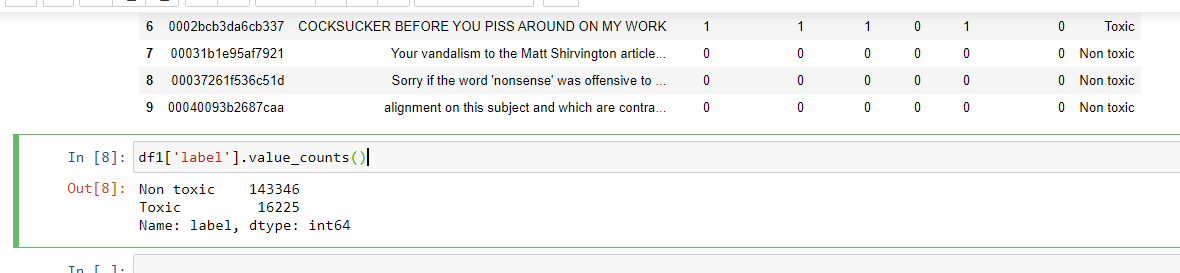 6 0002bcb3da6cb337 COCKSUCKER BEFORE YOU PISS AROUND ON MY WORK 1 1 1 0 1 0 Toxic
7 00031b1e95af7921 Your vandalism to the Matt Shirvington article... 0 0 0 0 0 0 Non toxic
8 00037261f536c51d Sorry if the word 'nonsense' was offensive to ... 0 0 0 0 0 0 Non toxic
9 00040093b2687caa alignment on this subject and which are contra... 0 0 0 0 0 0 Non toxic
In [8]: df1['label'].value_counts()
Out[8]: Non toxic 143346
Toxic 16225
Name: label, dtype: int64
In [ ]: